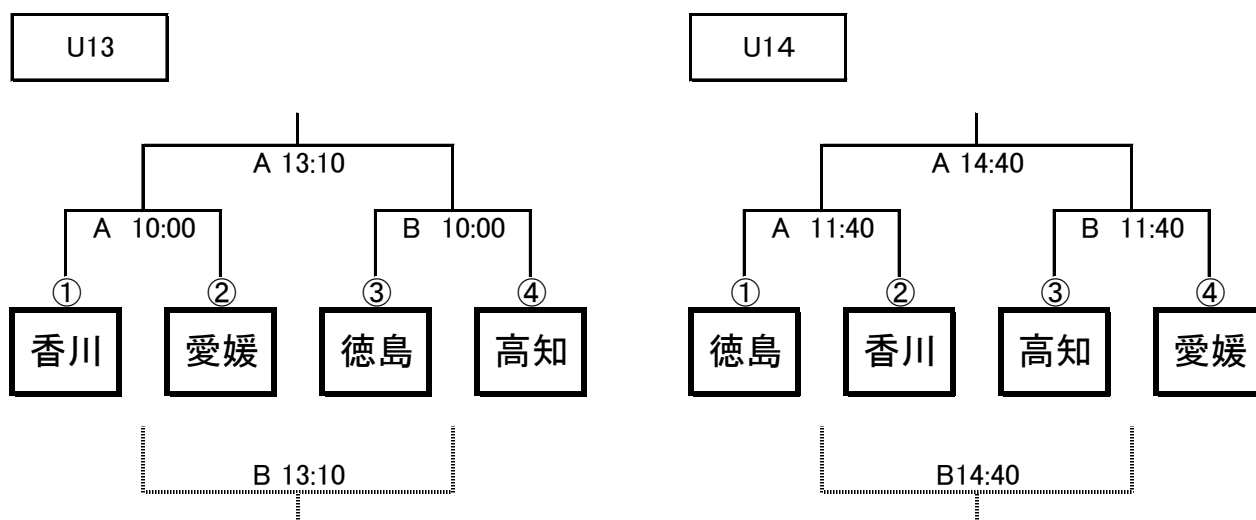 U13
A 13:10
A 10:00
B 10:00
① ② ③ ④
香川 愛媛 徳島 高知
B 13:10
U14
A 14:40
A 11:40
B 11:40
① ② ③ ④
徳島 香川 高知 愛媛
B14:40